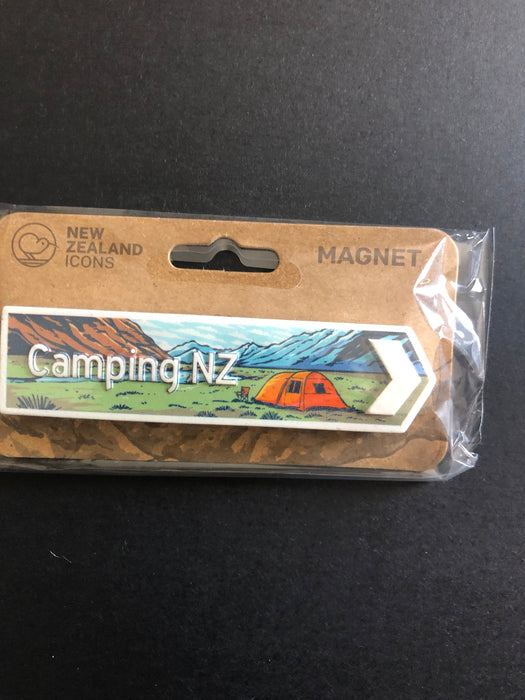 NEW
ZEALAND
ICONS
MAGNET
Camping NZ